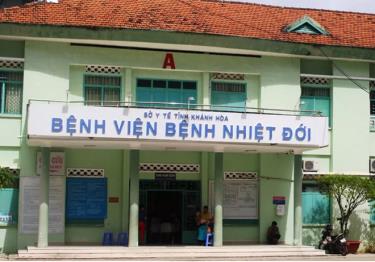 A
SỞ Y TẾ TỈNH KHÁNH HÒA
BỆNH VIỆN BỆNH NHIỆT ĐỚI